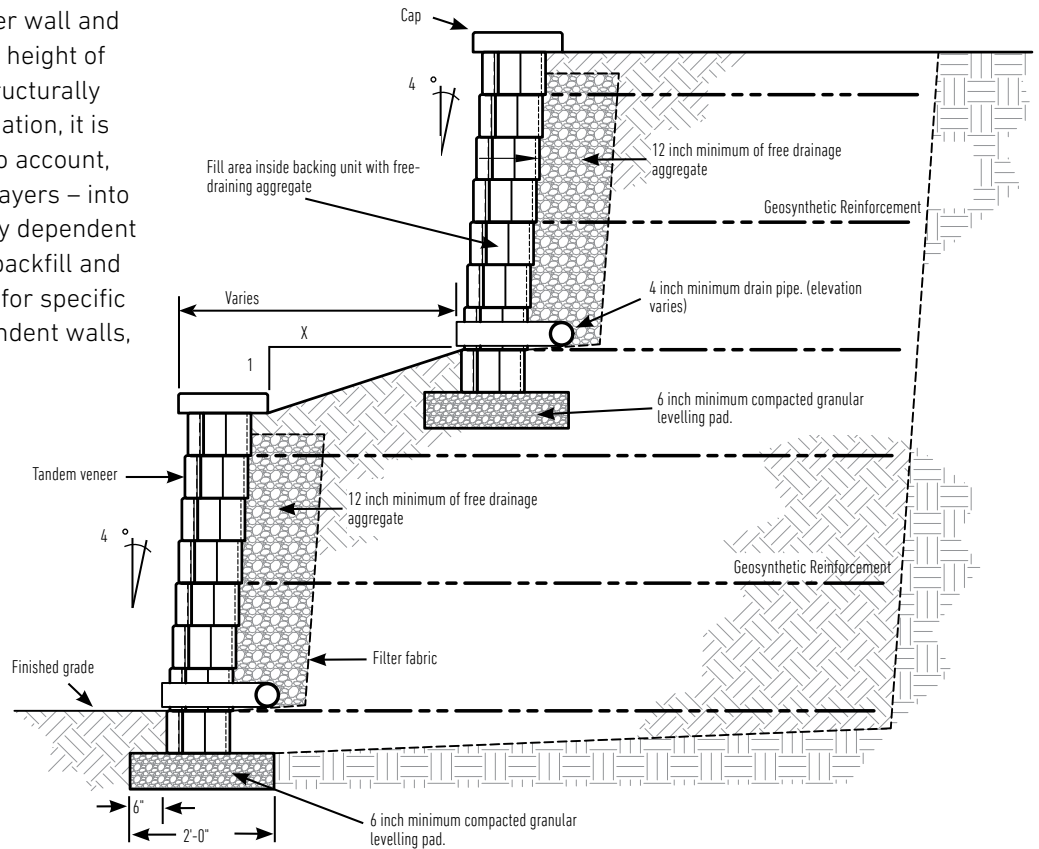 er wall and
height of
ructurally
ation, it is
o account,
ayers – into
y dependent
backfill and
for specific
ndent walls,
Cap
4°
Fill area inside backing unit with free-
draining aggregate
12 inch minimum of free drainage
aggregate
Geosynthetic Reinforcement
4 inch minimum drain pipe. (elevation
varies)
Varies
X
1
6 inch minimum compacted granular
levelling pad.
Tandem veneer
12 inch minimum of free drainage
aggregate
4°
Geosynthetic Reinforcement
Filter fabric
Finished grade
6"
2'-0"
6 inch minimum compacted granular
levelling pad.